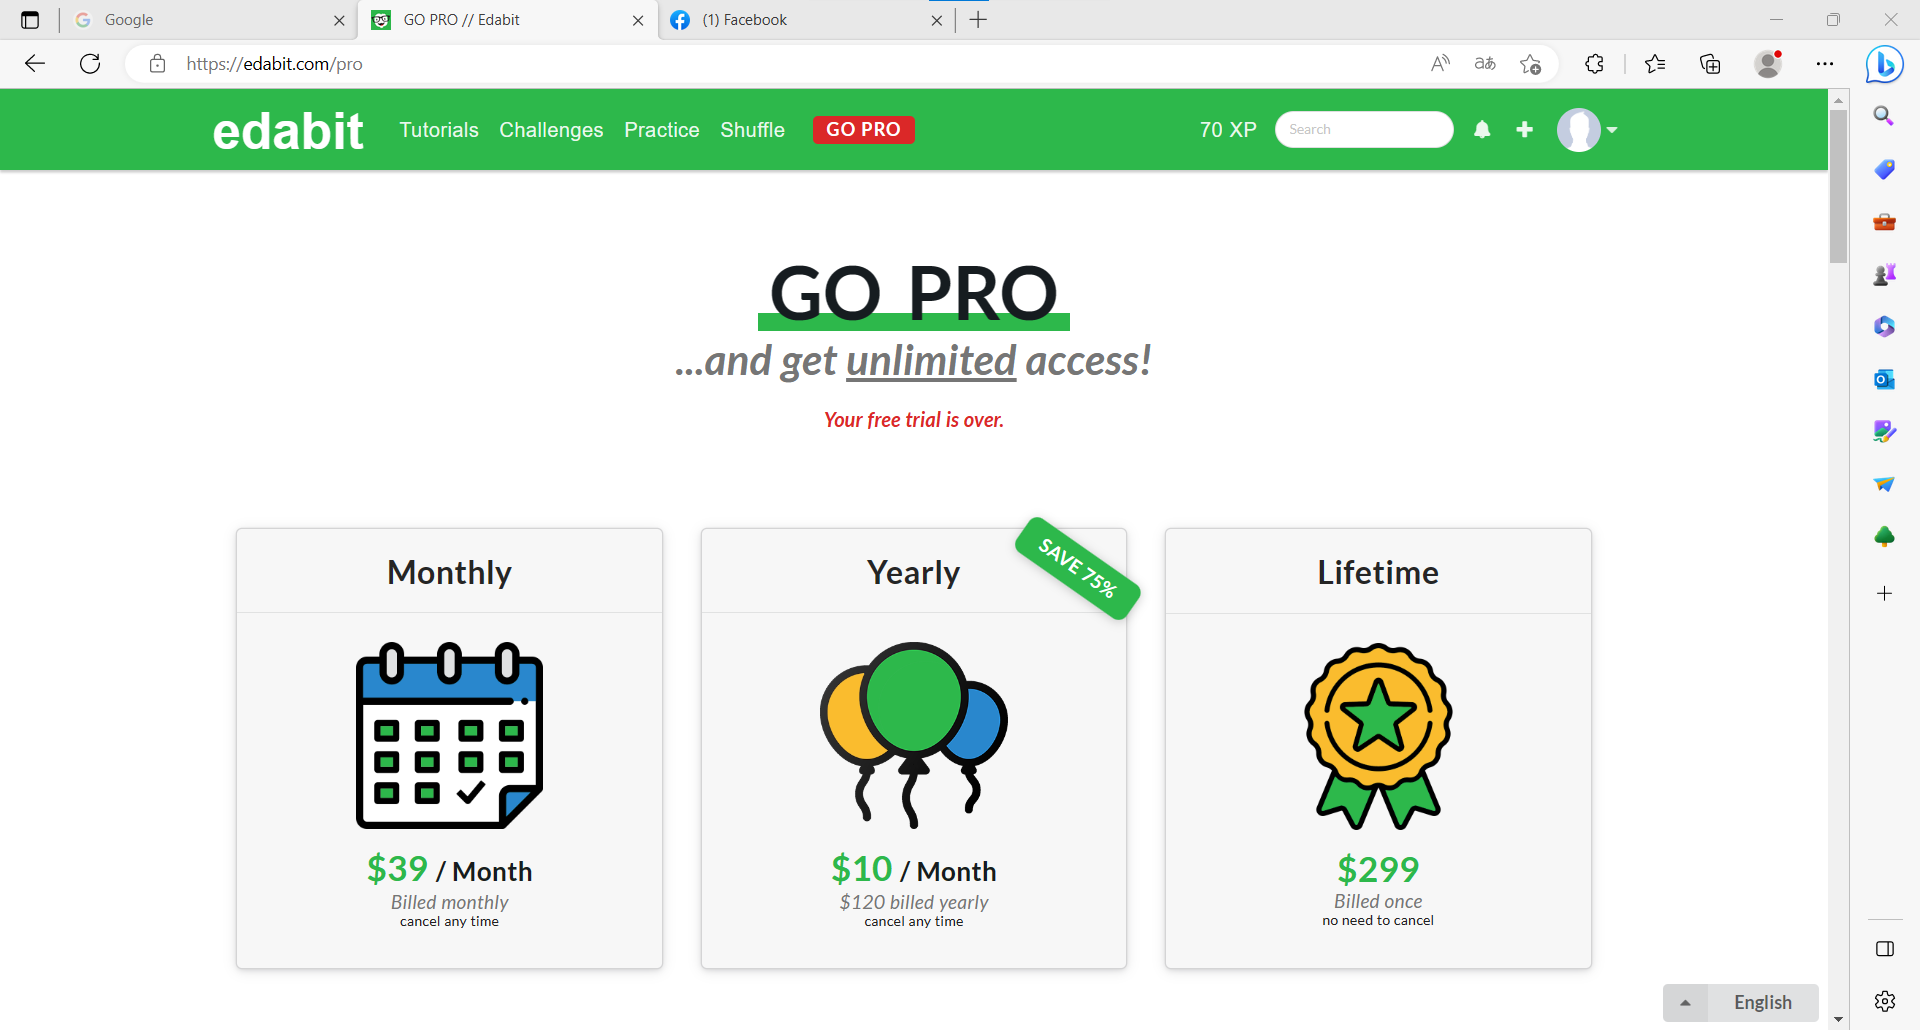 Google
GO PRO // Edabit
(1) Facebook
https://edabit.com/pro
edabit
Tutorials
Challenges
Practice
Shuffle
GO PRO
70 XP
Search
GO PRO
...and get unlimited access!
Your free trial is over.
Monthly
$39 / Month
Billed monthly
cancel any time
Yearly
SAVE 75%
$10 / Month
$120 billed yearly
cancel any time
Lifetime
$299
Billed once
no need to cancel
English